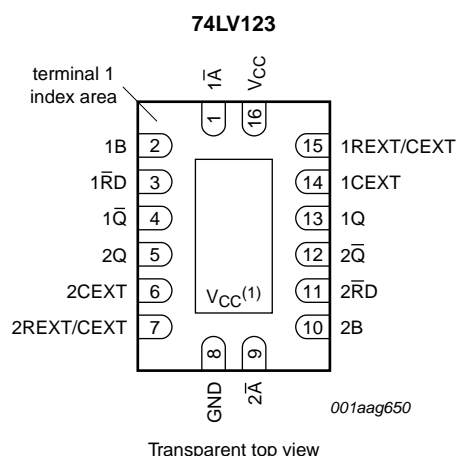 74LV123
terminal 1
index area
1A̅
VCC
1
16
1B 2
15 1REXT/CEXT
1R̅D 3
14 1CEXT
1Q̅ 4
13 1Q
2Q 5
12 2Q̅
2CEXT 6
11 2R̅D
2REXT/CEXT 7
10 2B
VCC(1)
8
9
GND
2A̅
001aag650
Transparent top view